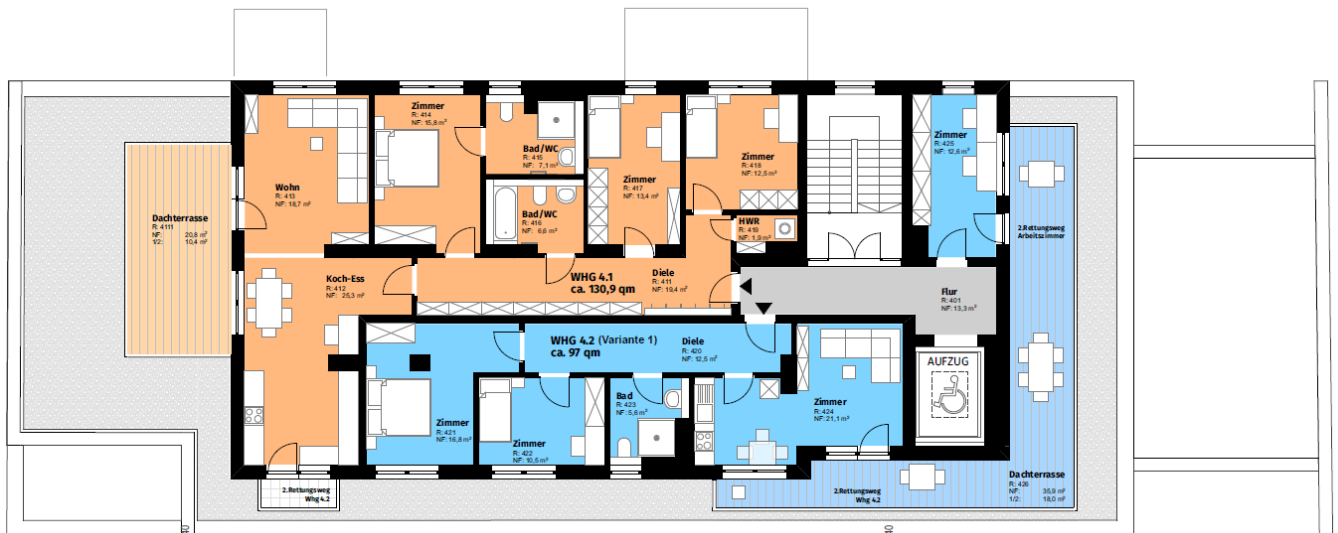 Zimmer
R: 414
NF: 15,8 m²
Bad/WC
R: 415
NF: 7,1 m²
Zimmer
R: 417
NF: 13,4 m²
Zimmer
R: 418
NF: 12,5 m²
Zimmer
R: 425
NF: 12,6 m²
Wohn
R: 413
NF: 18,7 m²
Bad/WC
R: 416
NF: 6,6 m²
HWR
R: 419
NF: 1,9 m²
Dachterrasse
R: 4111
NF: 20,8 m²
1/2: 10,4 m²
2.Rettungsweg
Arbeitszimmer
Koch-Ess
R: 412
NF: 25,3 m²
WHG 4.1
ca. 130,9 qm
Diele
R: 411
NF: 19,4 m²
Flur
R: 401
NF: 13,3 m²
WHG 4.2 (Variante 1)
ca. 97 qm
Diele
R: 420
NF: 12,5 m²
AUFZUG
Zimmer
R: 421
NF: 16,8 m²
Zimmer
R: 422
NF: 10,5 m²
Bad
R: 423
NF: 5,6 m²
Zimmer
R: 424
NF: 21,1 m²
2.Rettungsweg
Whg 4.2
2.Rettungsweg
Whg 4.2
Dachterrasse
R: 426
NF: 35,9 m²
1/2: 18,0 m²
40
40